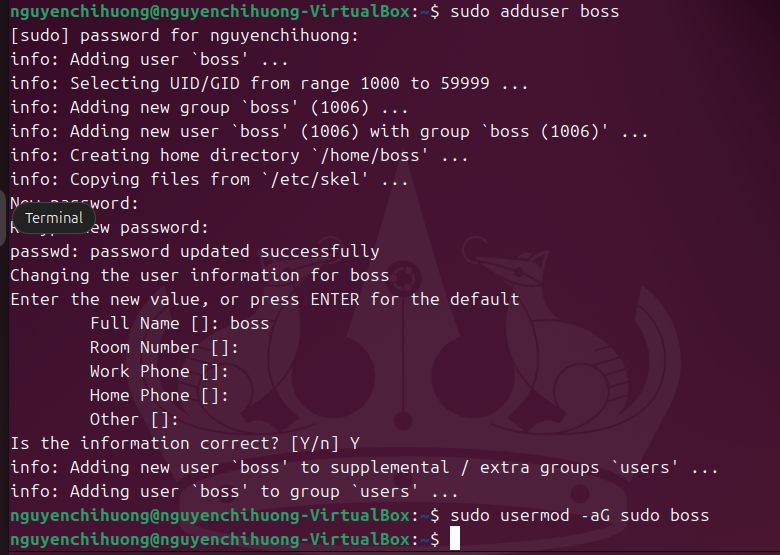 nguyenchihuong@nguyenchihuong-VirtualBox:~$ sudo adduser boss
[sudo] password for nguyenchihuong:
info: Adding user `boss' ...
info: Selecting UID/GID from range 1000 to 59999 ...
info: Adding new group `boss' (1006) ...
info: Adding new user `boss' (1006) with group `boss (1006)' ...
info: Creating home directory `/home/boss' ...
info: Copying files from `/etc/skel' ...
password:
Terminal
password:
passwd: password updated successfully
Changing the user information for boss
Enter the new value, or press ENTER for the default
Full Name []: boss
Room Number []:
Work Phone []:
Home Phone []:
Other []:
Is the information correct? [Y/n] Y
info: Adding new user `boss' to supplemental / extra groups `users' ...
info: Adding user `boss' to group `users' ...
nguyenchihuong@nguyenchihuong-VirtualBox:~$ sudo usermod -aG sudo boss
nguyenchihuong@nguyenchihuong-VirtualBox:~$